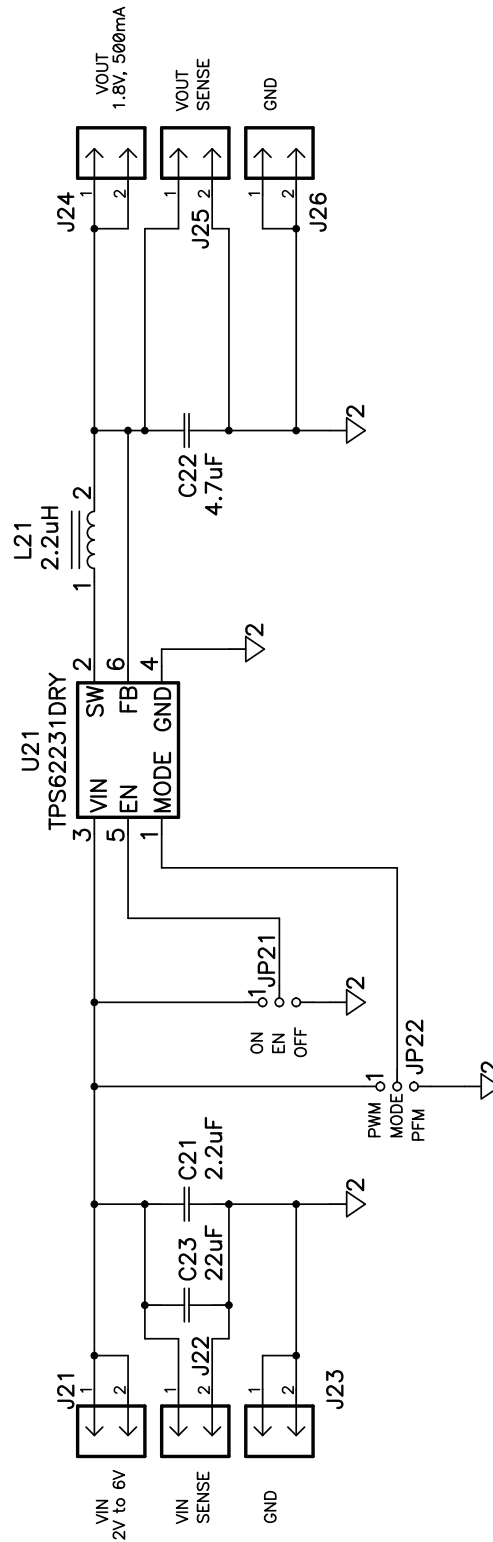 VIN
2V to 6V
J21
1
2
VIN
SENSE
J22
1
2
GND
J23
1
2
C23
22uF
C21
2.2uF
2
PWM
MODE
PFM
1
JP22
2
ON
EN
OFF
1
JP21
2
U21
TPS62231DRY
3
VIN
5
EN
1
MODE
SW
2
FB
6
GND
4
2
L21
2.2uH
1
2
C22
4.7uF
2
J24
1
2
VOUT
1.8V, 500mA
J25
1
2
VOUT
SENSE
J26
1
2
GND